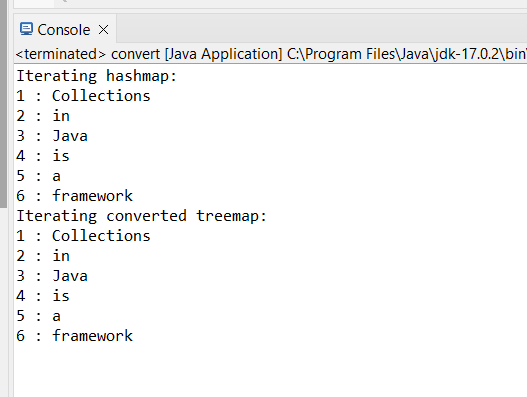 Console
<terminated> convert [Java Application] C:\Program Files\Java\jdk-17.0.2\bin\
Iterating hashmap:
1 : Collections
2 : in
3 : Java
4 : is
5 : a
6 : framework
Iterating converted treemap:
1 : Collections
2 : in
3 : Java
4 : is
5 : a
6 : framework